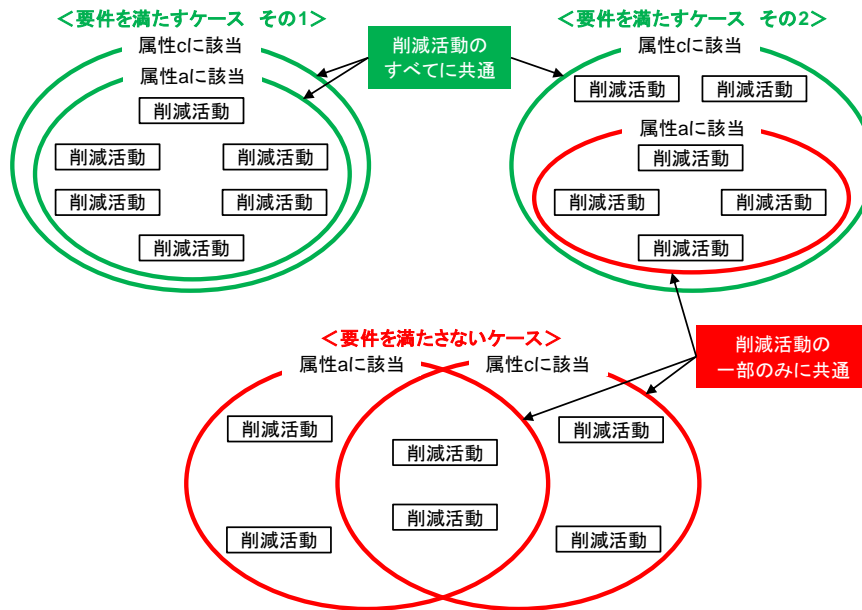 ＜要件を満たすケース　その1＞
属性cに該当
属性aに該当
削減活動
削減活動
削減活動
削減活動
削減活動
削減活動
削減活動の
すべてに共通
＜要件を満たすケース　その2＞
属性cに該当
削減活動
削減活動
属性aに該当
削減活動
削減活動
削減活動
削減活動
＜要件を満たさないケース＞
属性aに該当
属性cに該当
削減活動
削減活動
削減活動
削減活動
削減活動
削減活動
削減活動の
一部のみに共通